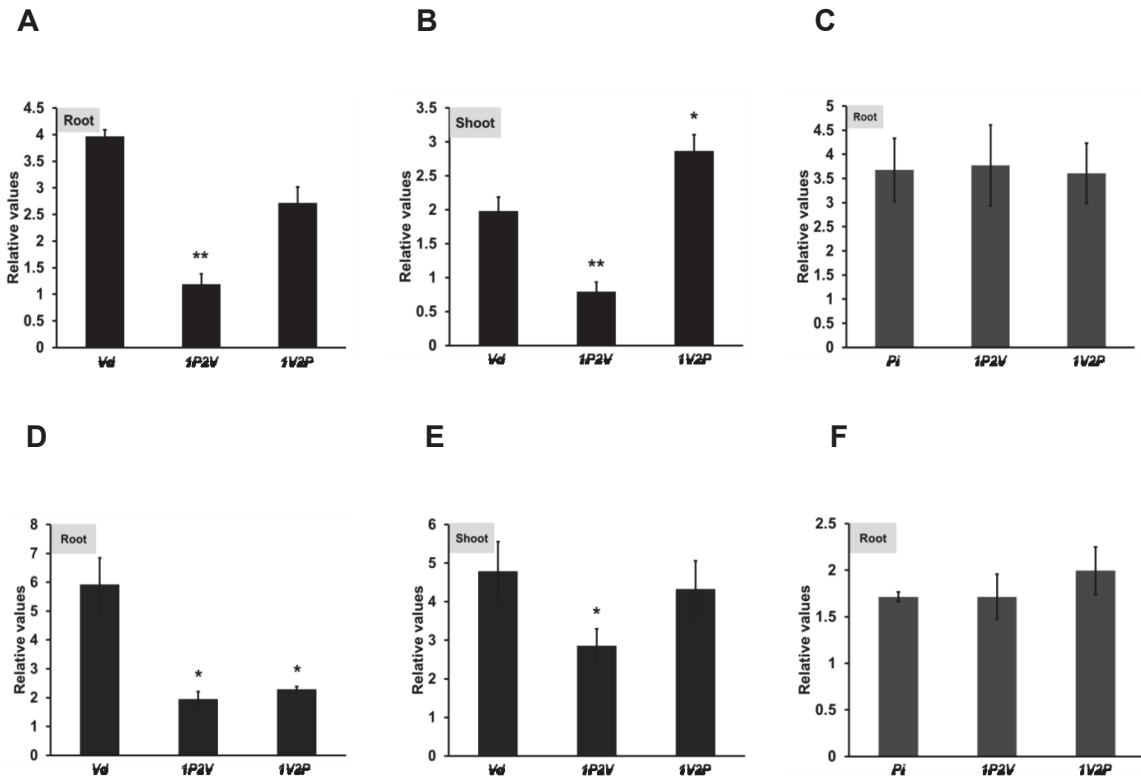 A
B
C
Root
Relative values
4.5
4
3.5
3
2.5
2
1.5
1
0.5
0
**
Vd
1P2V
1V2P
Shoot
Relative values
3.5
3
2.5
2
1.5
1
0.5
0
**
*
Vd
1P2V
1V2P
Root
Relative values
5
4.5
4
3.5
3
2.5
2
1.5
1
0.5
0
Pi
1P2V
1V2P
D
E
F
Root
Relative values
8
7
6
5
4
3
2
1
0
*
*
Vd
1P2V
1V2P
Shoot
Relative values
6
5
4
3
2
1
0
*
Vd
1P2V
1V2P
Root
Relative values
2.5
2
1.5
1
0.5
0
Pi
1P2V
1V2P